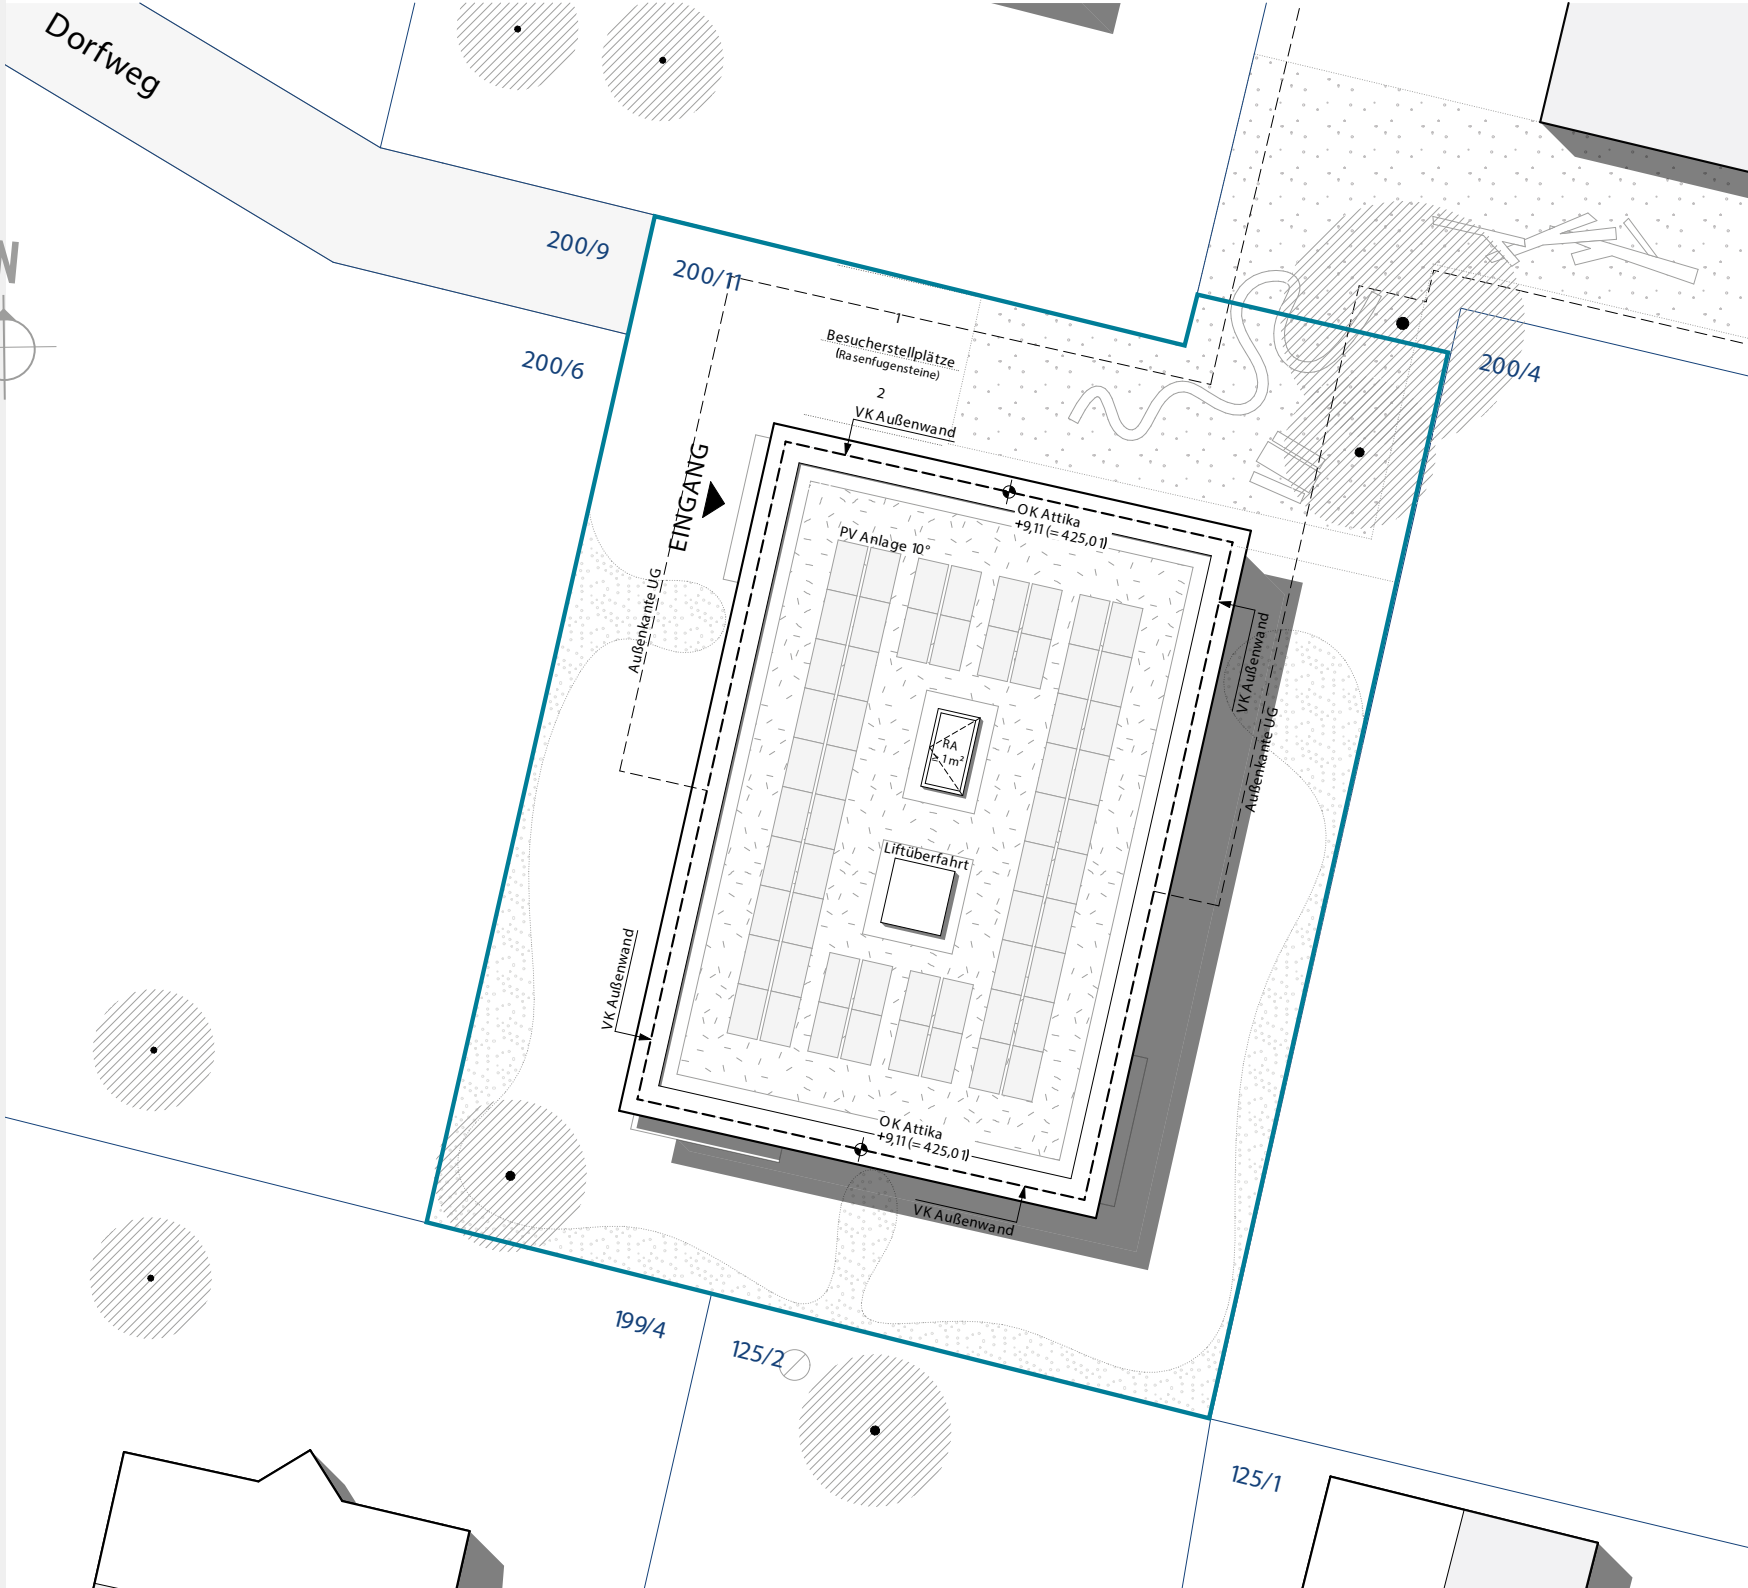 Dorfweg
N
200/9
200/11
200/6
200/4
1
Besucherstellplätze
(Rasenfugensteine)
2
VK Außenwand
EINGANG
OK Attika
+9,11 (= 425,01)
PV Anlage 10°
Außenkante UG
VK Außenwand
Außenkante UG
RA
≥ 1m²
Liftüberfahrt
VK Außenwand
OK Attika
+9,11 (= 425,01)
VK Außenwand
199/4
125/2
125/1